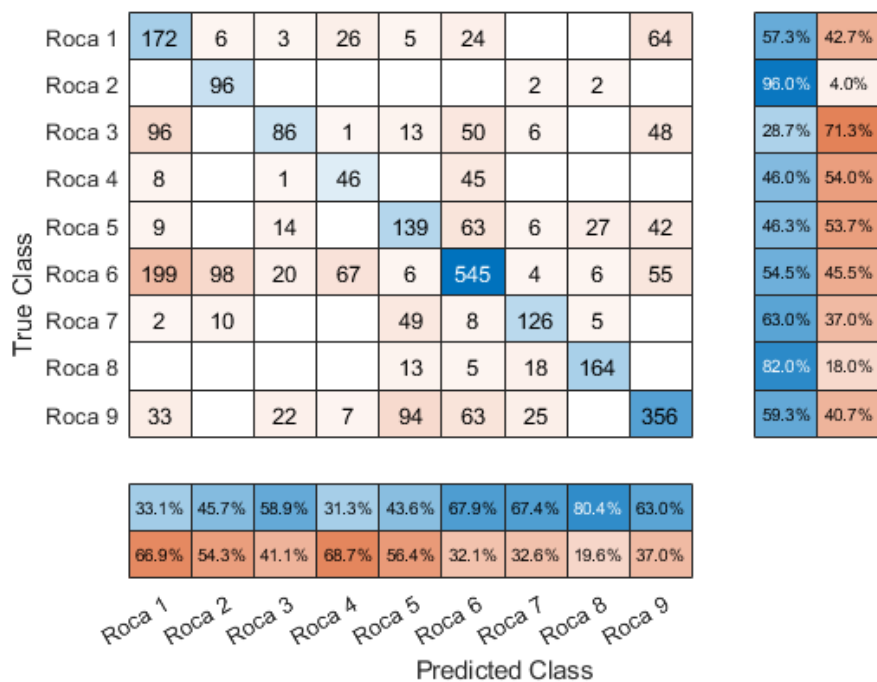 Roca 1 172 6 3 26 5 24 64 57.3% 42.7%
Roca 2 96 2 2 96.0% 4.0%
Roca 3 96 86 1 13 50 6 48 28.7% 71.3%
Roca 4 8 1 46 45 46.0% 54.0%
Roca 5 9 14 139 63 6 27 42 46.3% 53.7%
Roca 6 199 98 20 67 6 545 4 6 55 54.5% 45.5%
Roca 7 2 10 49 8 126 5 63.0% 37.0%
Roca 8 13 5 18 164 82.0% 18.0%
Roca 9 33 22 7 94 63 25 356 59.3% 40.7%
True Class
33.1% 45.7% 58.9% 31.3% 43.6% 67.9% 67.4% 80.4% 63.0%
66.9% 54.3% 41.1% 68.7% 56.4% 32.1% 32.6% 19.6% 37.0%
Roca 1 Roca 2 Roca 3 Roca 4 Roca 5 Roca 6 Roca 7 Roca 8 Roca 9
Predicted Class